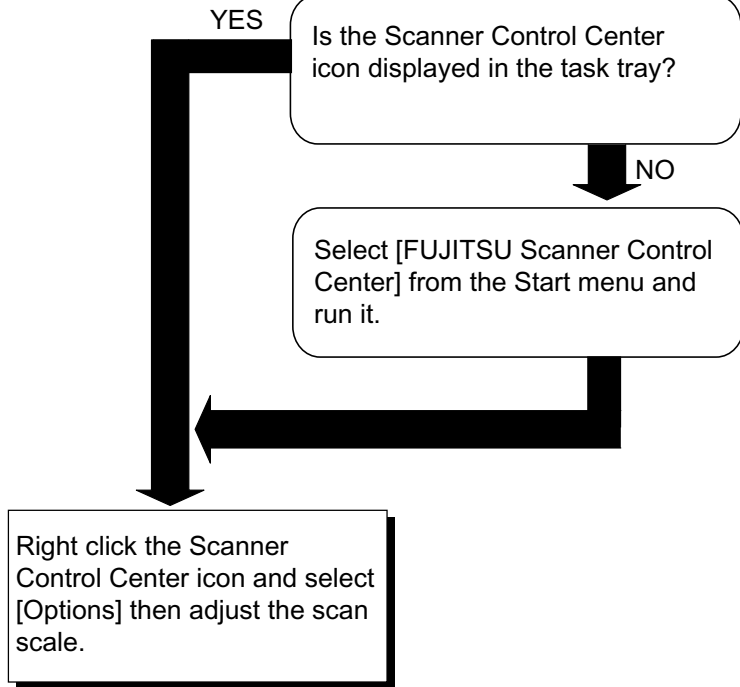 YES
Is the Scanner Control Center
icon displayed in the task tray?
NO
Select [FUJITSU Scanner Control
Center] from the Start menu and
run it.
Right click the Scanner
Control Center icon and select
[Options] then adjust the scan
scale.